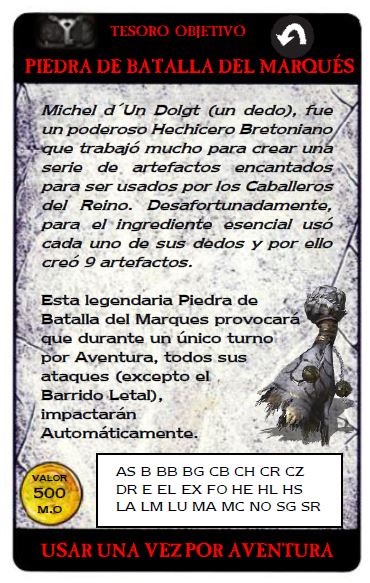 TESORO OBJETIVO
PIEDRA DE BATALLA DEL MARQUÉS
Michel d´Un Dolgt (un dedo), fue
un poderoso Hechicero Bretoniano
que trabajó mucho para crear una
serie de artefactos encantados
para ser usados por los Caballeros
del Reino. Desafortunadamente,
para el ingrediente esencial usó
cada uno de sus dedos y por ello
creó 9 artefactos.
Esta legendaria Piedra de
Batalla del Marques provocará
que durante un único turno
por Aventura, todos sus
ataques (excepto el
Barrido Letal),
impactarán
Automáticamente.
VALOR
500
M.O
AS B BB BG CB CH CR CZ
DR E EL EX FO HE HL HS
LA LM LU MA MC NO SG SR
USAR UNA VEZ POR AVENTURA